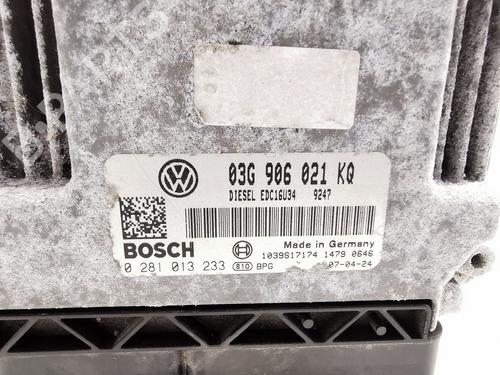 03G 906 021 KQ
DIESEL EDC16U34 9247
BOSCH
Made in Germany
1039S17174 1479 0646
0 281 013 233 810 BPG 07-04-24